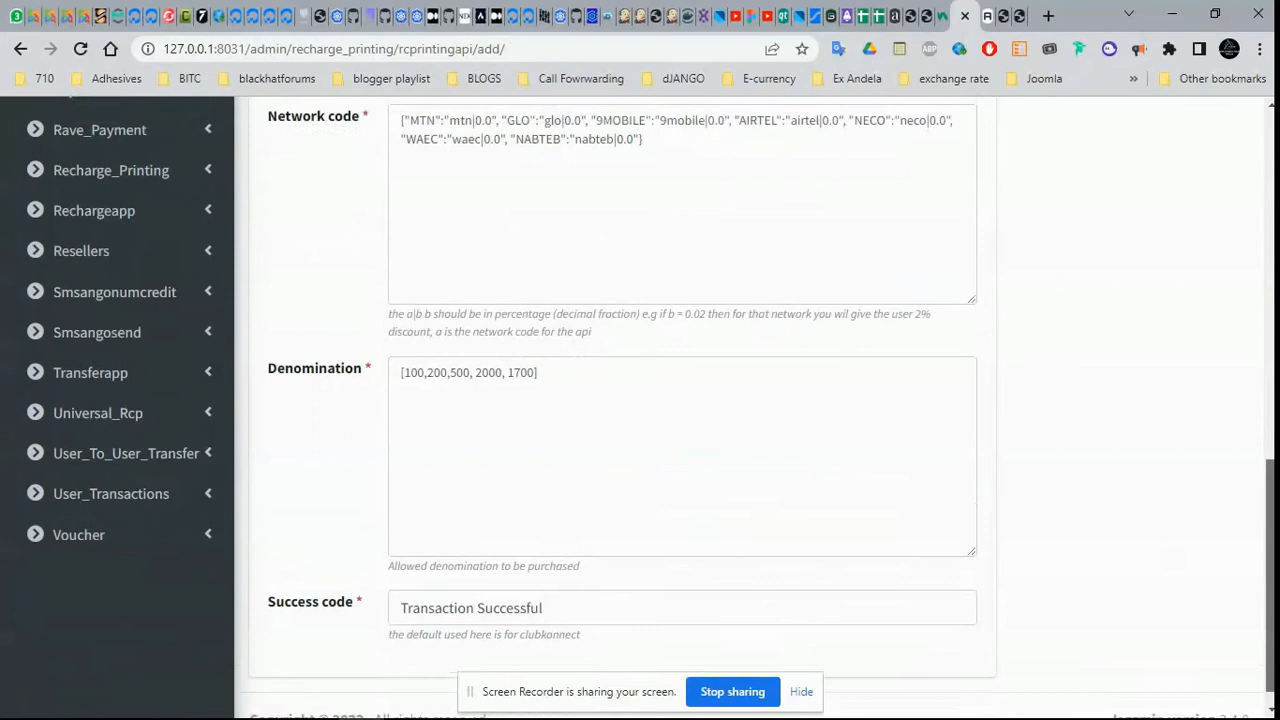 127.0.0.1:8031/admin/recharge_printing/rcprintingapi/add/
710
Adhesives
BITC
blackhatforums
blogger playlist
BLOGS
Call Fowrwarding
dJANGO
E-currency
Ex Andela
exchange rate
Joomla
»
Other bookmarks
Rave_Payment
Recharge_Printing
Rechargeapp
Resellers
Smsangonumcredit
Smsangosend
Transferapp
Universal_Rcp
User_To_User_Transfer
User_Transactions
Voucher
Network code *
{"MTN":"mtn|0.0", "GLO":"glo|0.0", "9MOBILE":"9mobile|0.0", "AIRTEL":"airtel|0.0", "NECO":"neco|0.0",
"WAEC":"waec|0.0", "NABTEB":"nabteb|0.0"}
the a|b b should be in percentage (decimal fraction) e.g if b = 0.02 then for that network you wil give the user 2%
discount, a is the network code for the api
Denomination *
[100,200,500, 2000, 1700]
Allowed denomination to be purchased
Success code *
Transaction Successful
the default used here is for clubkonnect
Screen Recorder is sharing your screen.
Stop sharing
Hide